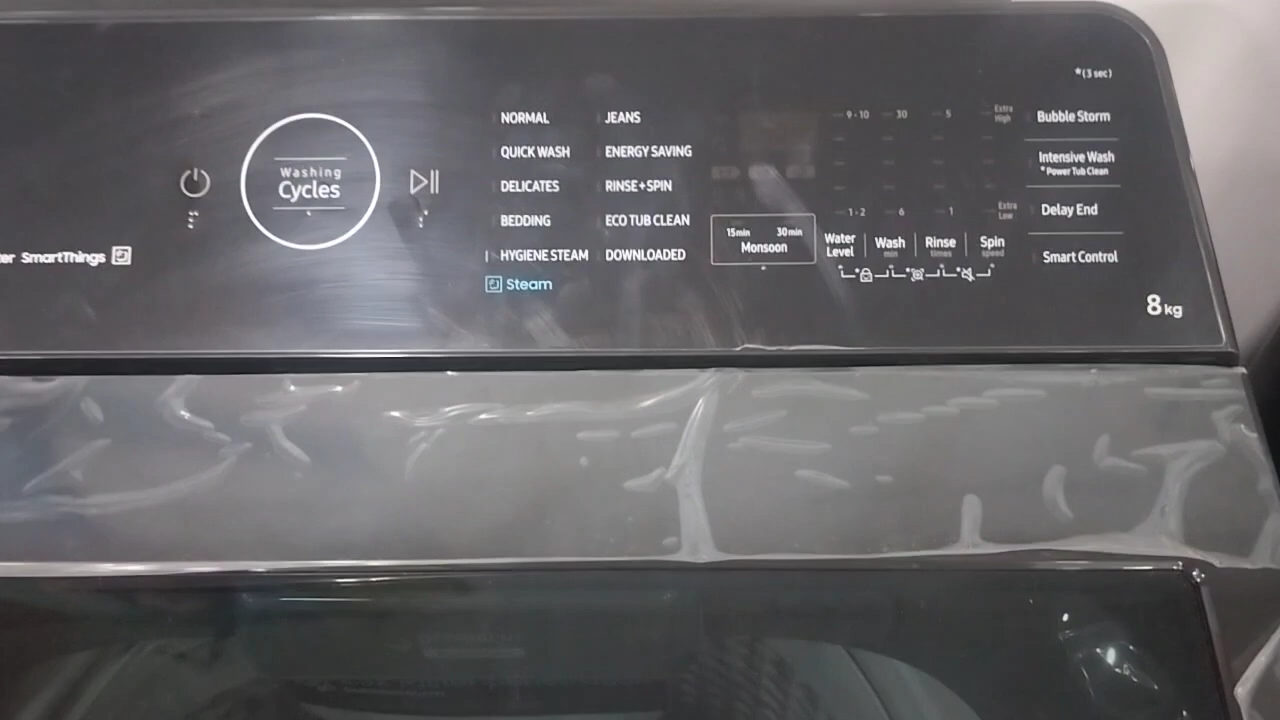 Washing
Cycles
ter SmartThings
NORMAL
QUICK WASH
DELICATES
BEDDING
HYGIENE STEAM
Steam
JEANS
ENERGY SAVING
RINSE+SPIN
ECO TUB CLEAN
DOWNLOADED
15min 30min
Monsoon
9-10 30 5 Extra High
1-2 6 1 Extra Low
Water Level
Wash min
Rinse times
Spin speed
*(3 sec)
Bubble Storm
Intensive Wash
* Power Tub Clean
Delay End
Smart Control
8kg